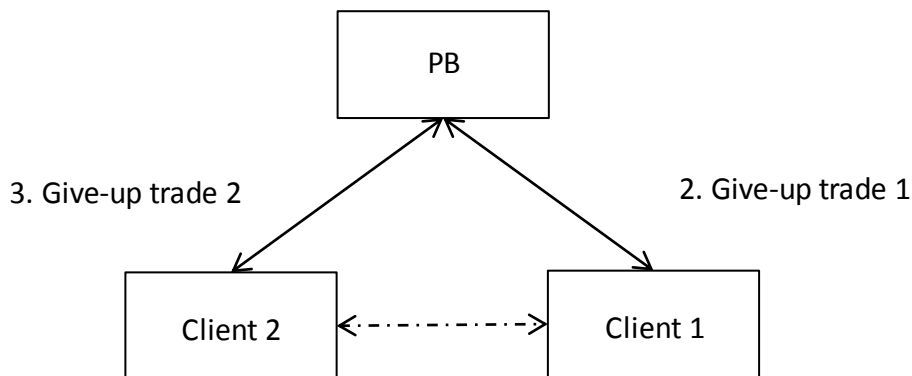 PB
3. Give-up trade 2
2. Give-up trade 1
Client 2
Client 1